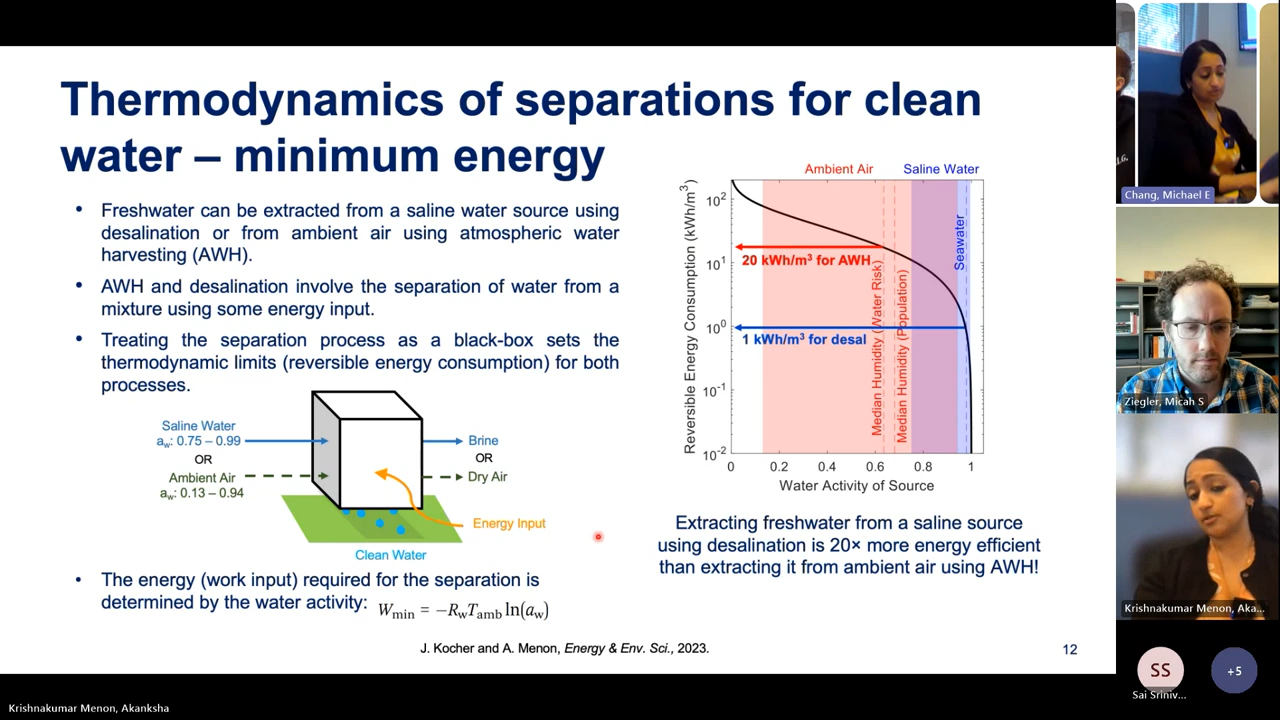 Thermodynamics of separations for clean
water – minimum energy
• Freshwater can be extracted from a saline water source using
desalination or from ambient air using atmospheric water
harvesting (AWH).
• AWH and desalination involve the separation of water from a
mixture using some energy input.
• Treating the separation process as a black-box sets the
thermodynamic limits (reversible energy consumption) for both
processes.
Saline Water
aw: 0.75 – 0.99
OR
Ambient Air
aw: 0.13 – 0.94
Brine
OR
Dry Air
Energy Input
Clean Water
• The energy (work input) required for the separation is
determined by the water activity: Wmin = −RwTamb ln(aw)
Ambient Air
Saline Water
Reversible Energy Consumption (kWh/m³)
10²
10¹
10⁰
10⁻¹
10⁻²
20 kWh/m³ for AWH
1 kWh/m³ for desal
Median Humidity (Water Risk)
Median Humidity (Population)
Seawater
0 0.2 0.4 0.6 0.8 1
Water Activity of Source
Extracting freshwater from a saline source
using desalination is 20× more energy efficient
than extracting it from ambient air using AWH!
J. Kocher and A. Menon, Energy & Env. Sci., 2023.
12
Chang, Michael E
Ziegler, Micah S
Krishnakumar Menon, Aka...
SS
Sai Sriniv...
+5
Krishnakumar Menon, Akanksha